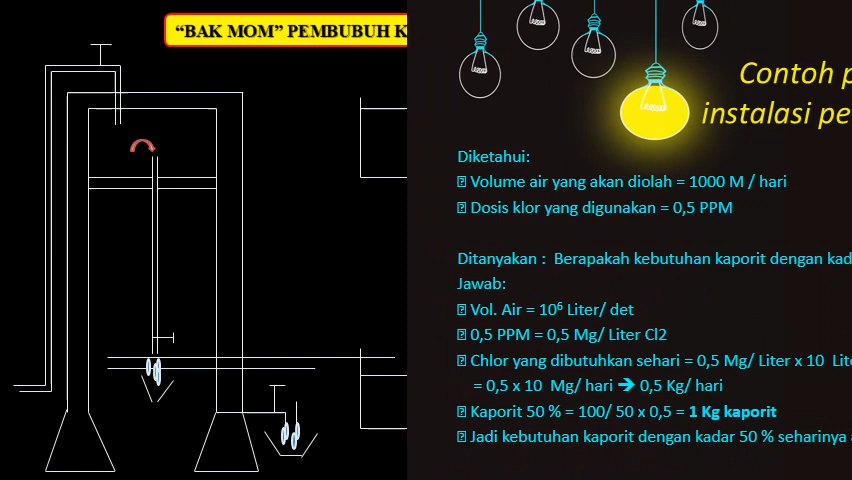 “BAK MOM” PEMBUBUH K
Contoh p
instalasi pe
Diketahui:
Volume air yang akan diolah = 1000 M / hari
Dosis klor yang digunakan = 0,5 PPM
Ditanyakan : Berapakah kebutuhan kaporit dengan kad
Jawab:
Vol. Air = 10⁶ Liter/ det
0,5 PPM = 0,5 Mg/ Liter Cl2
Chlor yang dibutuhkan sehari = 0,5 Mg/ Liter x 10 Lite
= 0,5 x 10 Mg/ hari → 0,5 Kg/ hari
Kaporit 50 % = 100/ 50 x 0,5 = 1 Kg kaporit
Jadi kebutuhan kaporit dengan kadar 50 % seharinya